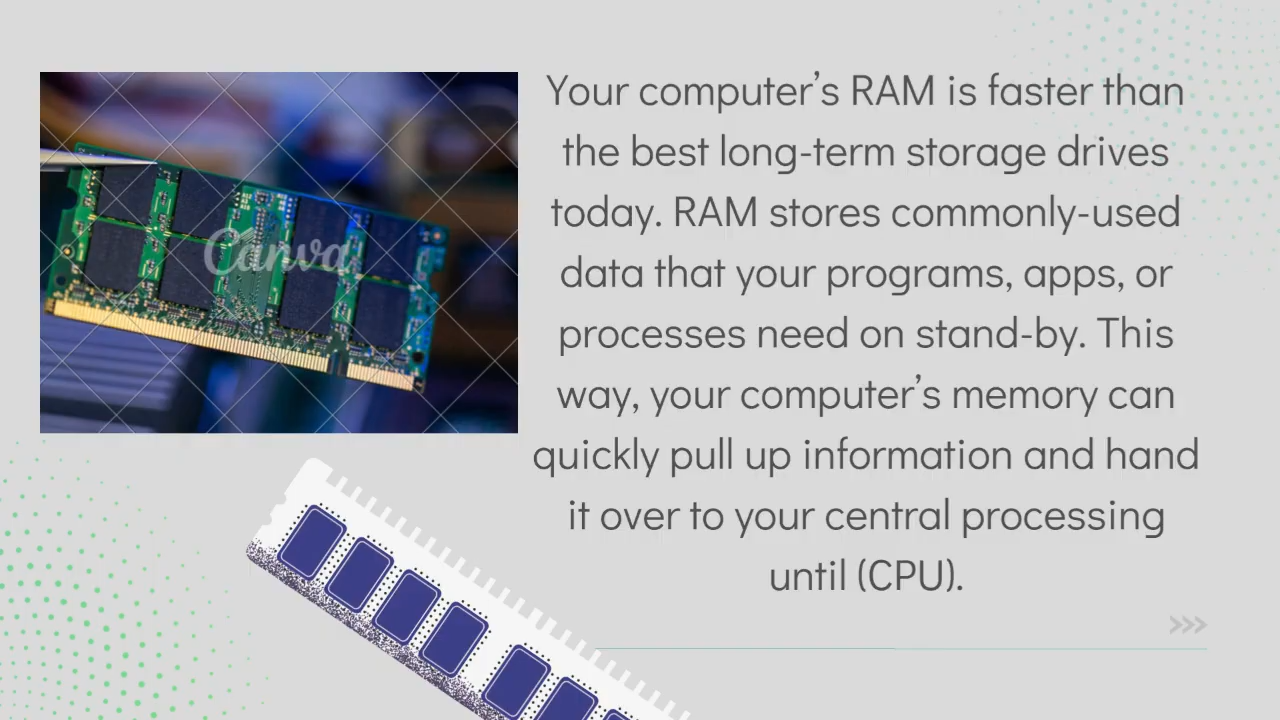 Your computer’s RAM is faster than
the best long-term storage drives
today. RAM stores commonly-used
data that your programs, apps, or
processes need on stand-by. This
way, your computer’s memory can
quickly pull up information and hand
it over to your central processing
until (CPU).
Canva